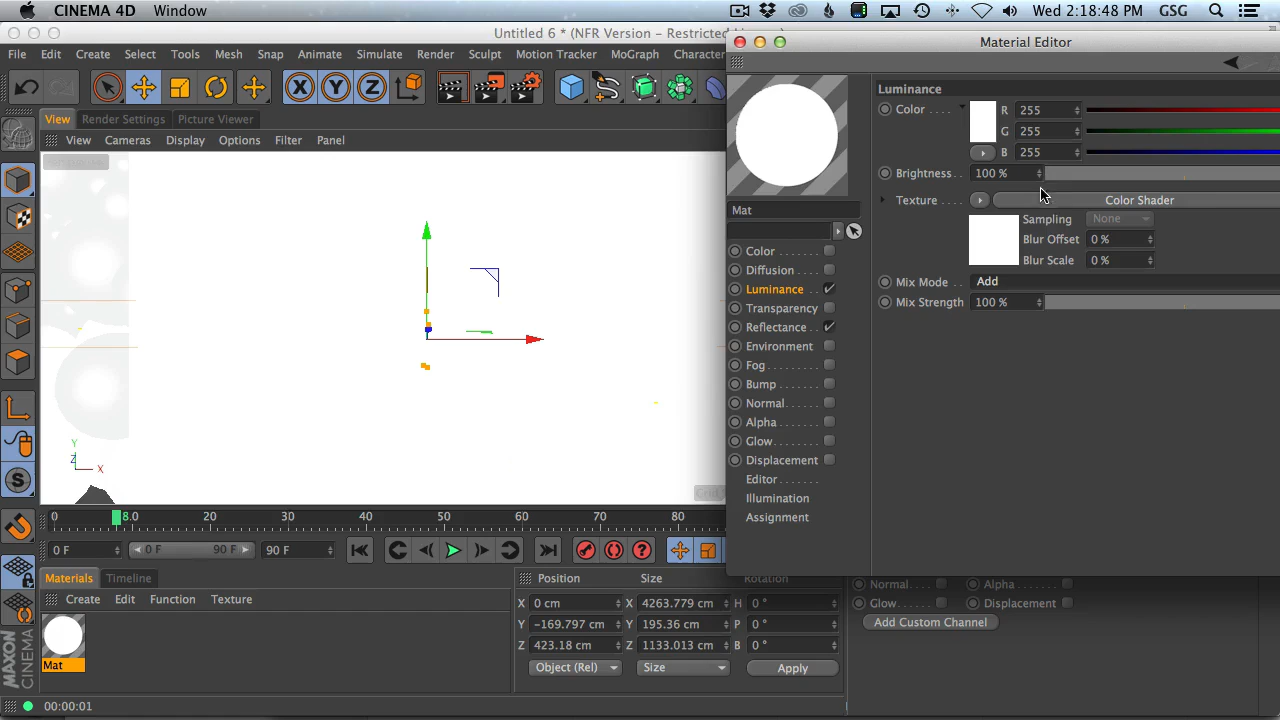 CINEMA 4D Window Wed 2:18:48 PM GSG
Untitled 6 * (NFR Version - Restricted
Material Editor
File Edit Create Select Tools Mesh Snap Animate Simulate Render Sculpt Motion Tracker MoGraph Character
X Y Z
View Render Settings Picture Viewer
View Cameras Display Options Filter Panel
Luminance
Color . . . . R 255
G 255
B 255
Brightness . . 100 %
Texture . . . . Color Shader
Sampling None
Blur Offset 0 %
Blur Scale 0 %
Mix Mode . . Add
Mix Strength 100 %
Mat
Color . . . . . . .
Diffusion . . . . .
Luminance . .
Transparency
Reflectance . .
Environment
Fog . . . . . . . .
Bump . . . . . .
Normal . . . . .
Alpha . . . . . .
Glow . . . . . . .
Displacement
Editor . . . . . . .
Illumination
Assignment
Y
Z X
0 8.0 20 30 40 50 60 70 80
0 F 0 F 90 F 90 F
Materials Timeline
Create Edit Function Texture
Mat
Position Size Rotation
X 0 cm X 4263.779 cm H 0 °
Y -169.797 cm Y 195.36 cm P 0 °
Z 423.18 cm Z 1133.013 cm B 0 °
Object (Rel) Size Apply
Normal . . . . . Alpha . . . . . .
Glow . . . . . . Displacement
Add Custom Channel
MAXON
CINEMA 4D
00:00:01